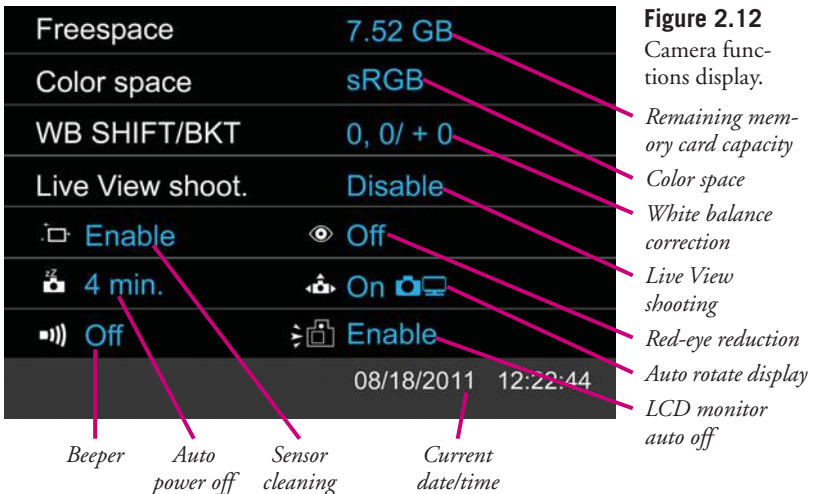 Freespace 7.52 GB
Color space sRGB
WB SHIFT/BKT 0, 0/ + 0
Live View shoot. Disable
Enable Off
zZ 4 min. On
Off Enable
08/18/2011 12:22:44
Figure 2.12
Camera func-
tions display.
Remaining mem-
ory card capacity
Color space
White balance
correction
Live View
shooting
Red-eye reduction
Auto rotate display
LCD monitor
auto off
Beeper
Auto
power off
Sensor
cleaning
Current
date/time